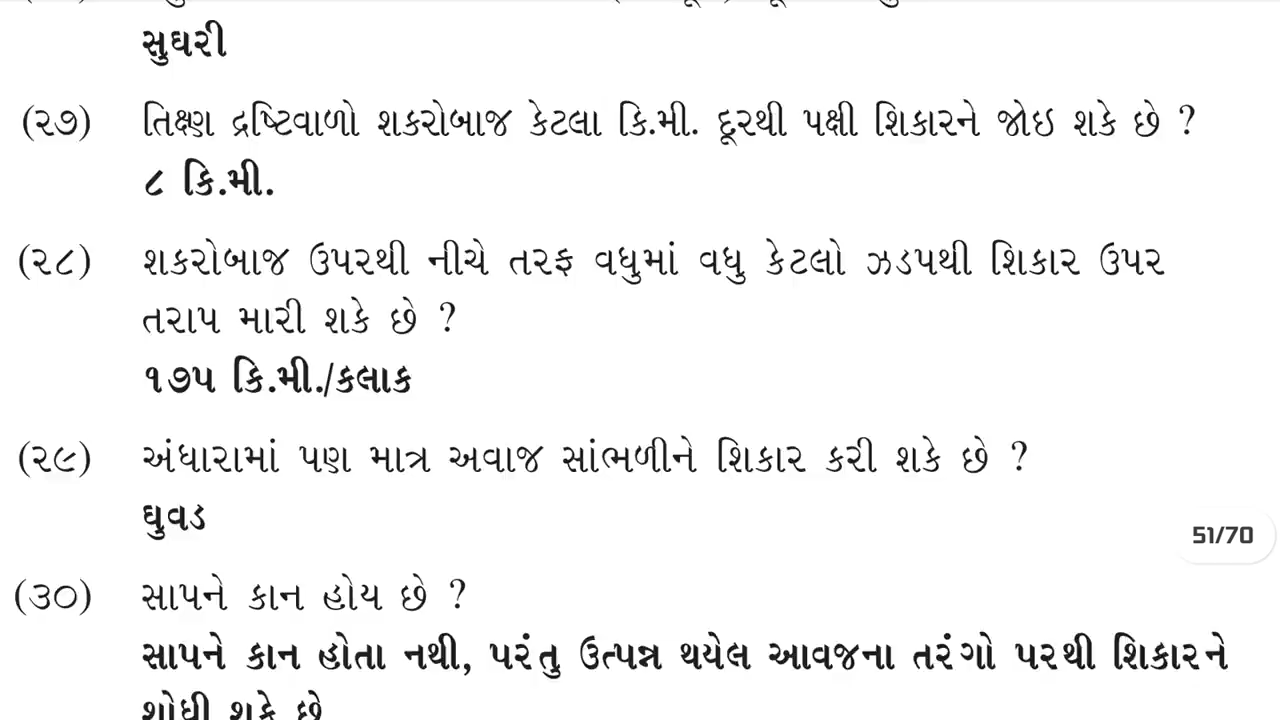 સુઘરી
(૨૭) તિક્ષ્ણ દ્રષ્ટિવાળો શકરોબાજ કેટલા કિ.મી. દૂરથી પક્ષી શિકારને જોઇ શકે છે ?
૮ કિ.મી.
(૨૮) શકરોબાજ ઉપરથી નીચે તરફ વધુમાં વધુ કેટલો ઝડપથી શિકાર ઉપર
તરાપ મારી શકે છે ?
૧૭૫ કિ.મી./કલાક
(૨૯) અંધારામાં પણ માત્ર અવાજ સાંભળીને શિકાર કરી શકે છે ?
ઘુવડ
51/70
(૩૦) સાપને કાન હોય છે ?
સાપને કાન હોતા નથી, પરંતુ ઉત્પન્ન થયેલ આવજના તરંગો પરથી શિકારને
શોધી શકે છે